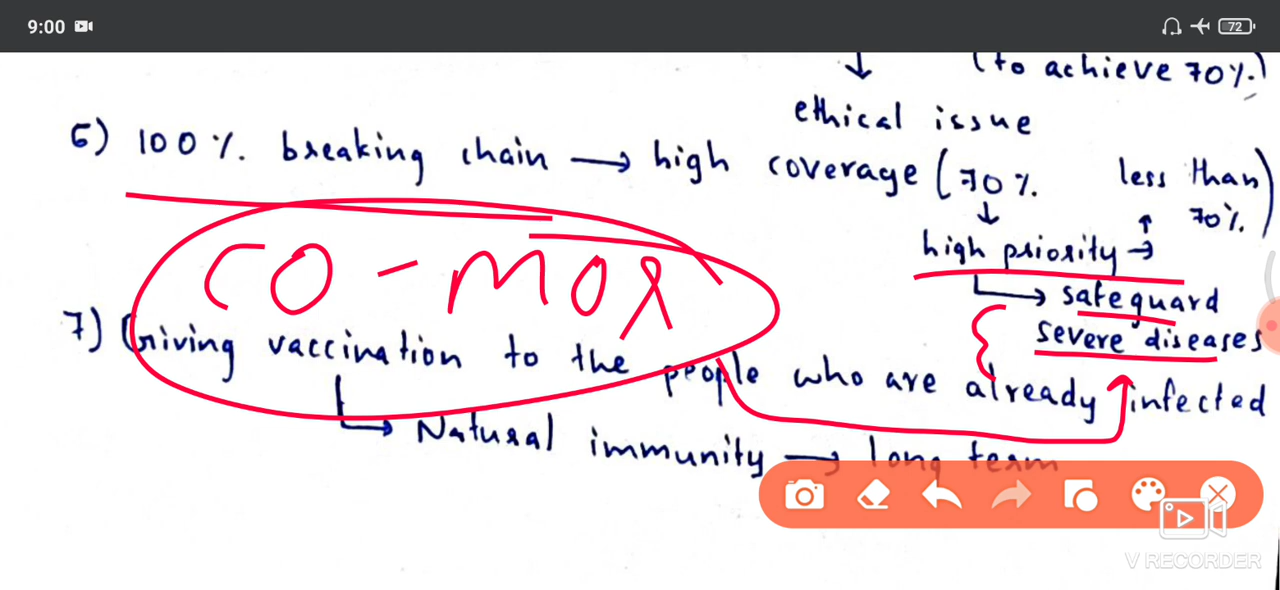 9:00
72
(to achieve 70%.)
ethical issue
6) 100%. breaking chain → high coverage (70%. less than 70%.)
high priority →
safeguard
severe diseases
CO-MOR
7) Giving vaccination to the people who are already infected
Natural immunity → long term
V RECORDER